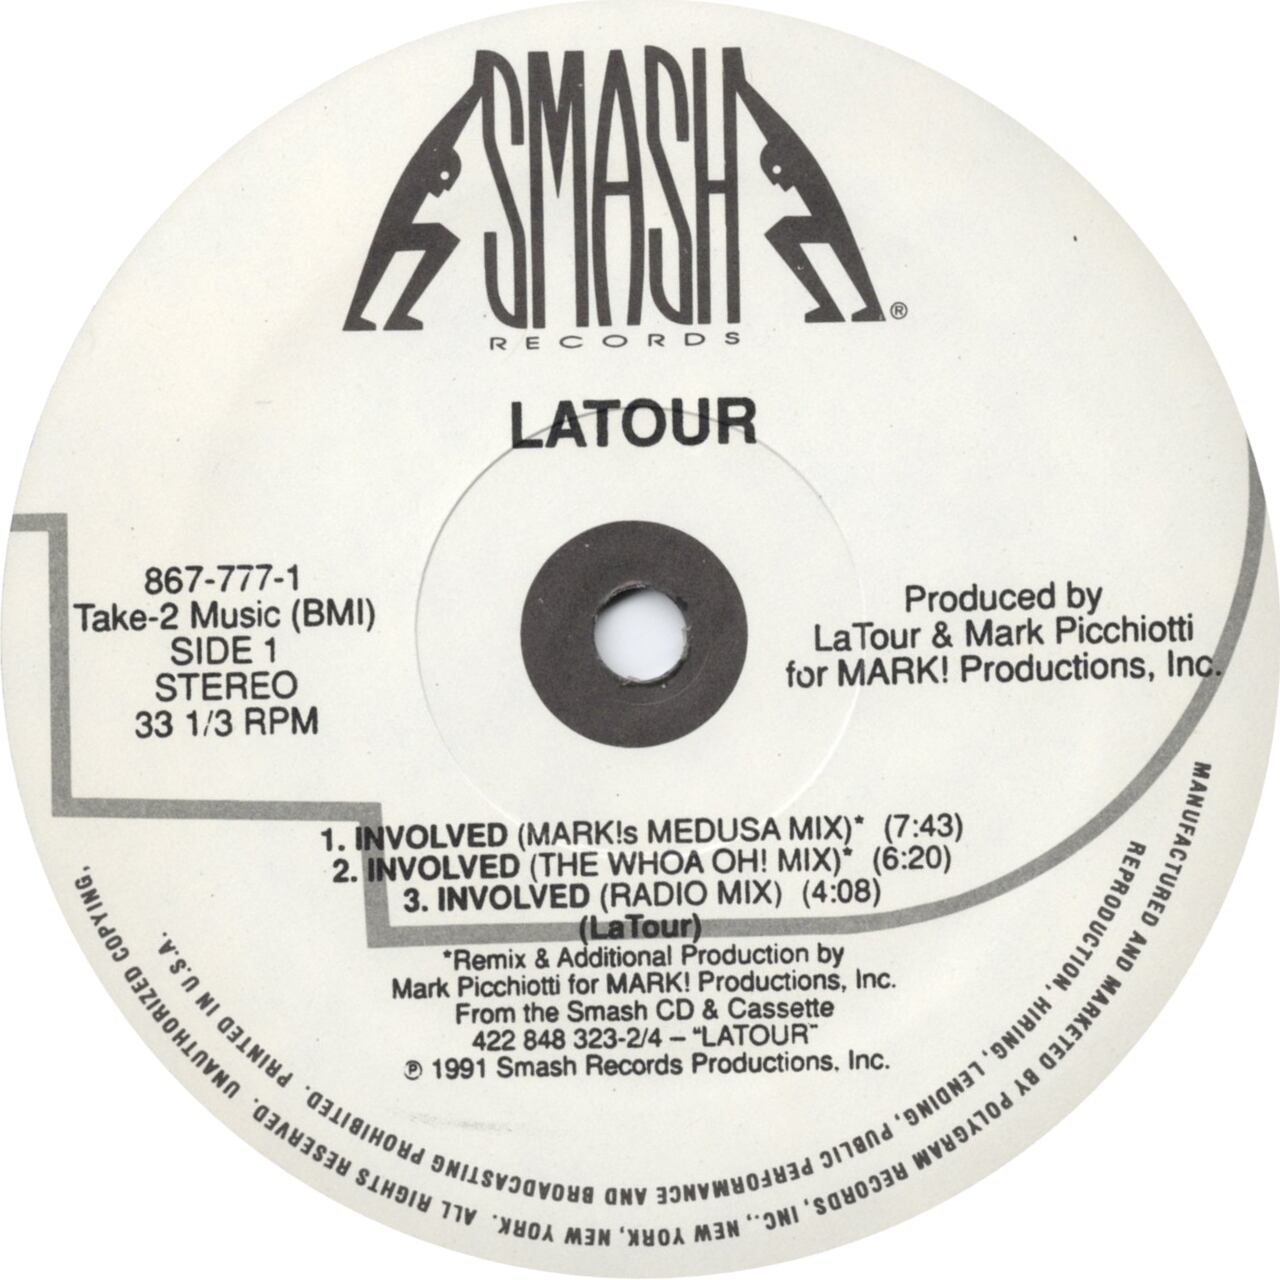 SMASH
RECORDS
®
LATOUR
867-777-1
Take-2 Music (BMI)
SIDE 1
STEREO
33 1/3 RPM
Produced by
LaTour & Mark Picchiotti
for MARK! Productions, Inc.
1. INVOLVED (MARK!s MEDUSA MIX)* (7:43)
2. INVOLVED (THE WHOA OH! MIX)* (6:20)
3. INVOLVED (RADIO MIX) (4:08)
(LaTour)
*Remix & Additional Production by
Mark Picchiotti for MARK! Productions, Inc.
From the Smash CD & Cassette
422 848 323-2/4 – "LATOUR"
℗ 1991 Smash Records Productions, Inc.
MANUFACTURED AND MARKETED BY POLYGRAM RECORDS, INC., NEW YORK, NEW YORK. ALL RIGHTS RESERVED. UNAUTHORIZED COPYING,
REPRODUCTION, HIRING, LENDING, PUBLIC PERFORMANCE AND BROADCASTING PROHIBITED. PRINTED IN U.S.A.